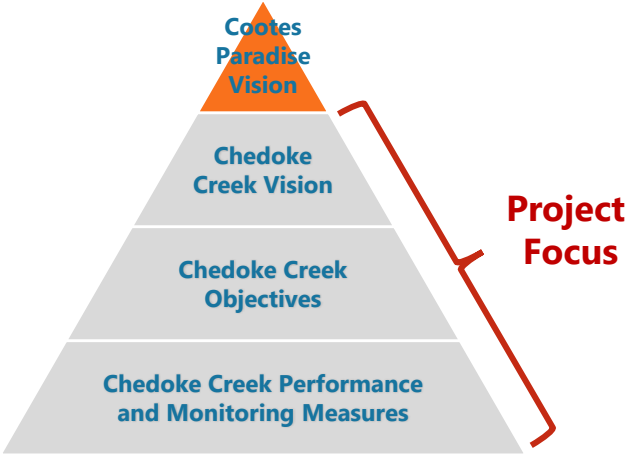 Cootes
Paradise
Vision
Chedoke
Creek Vision
Project
Focus
Chedoke Creek
Objectives
Chedoke Creek Performance
and Monitoring Measures